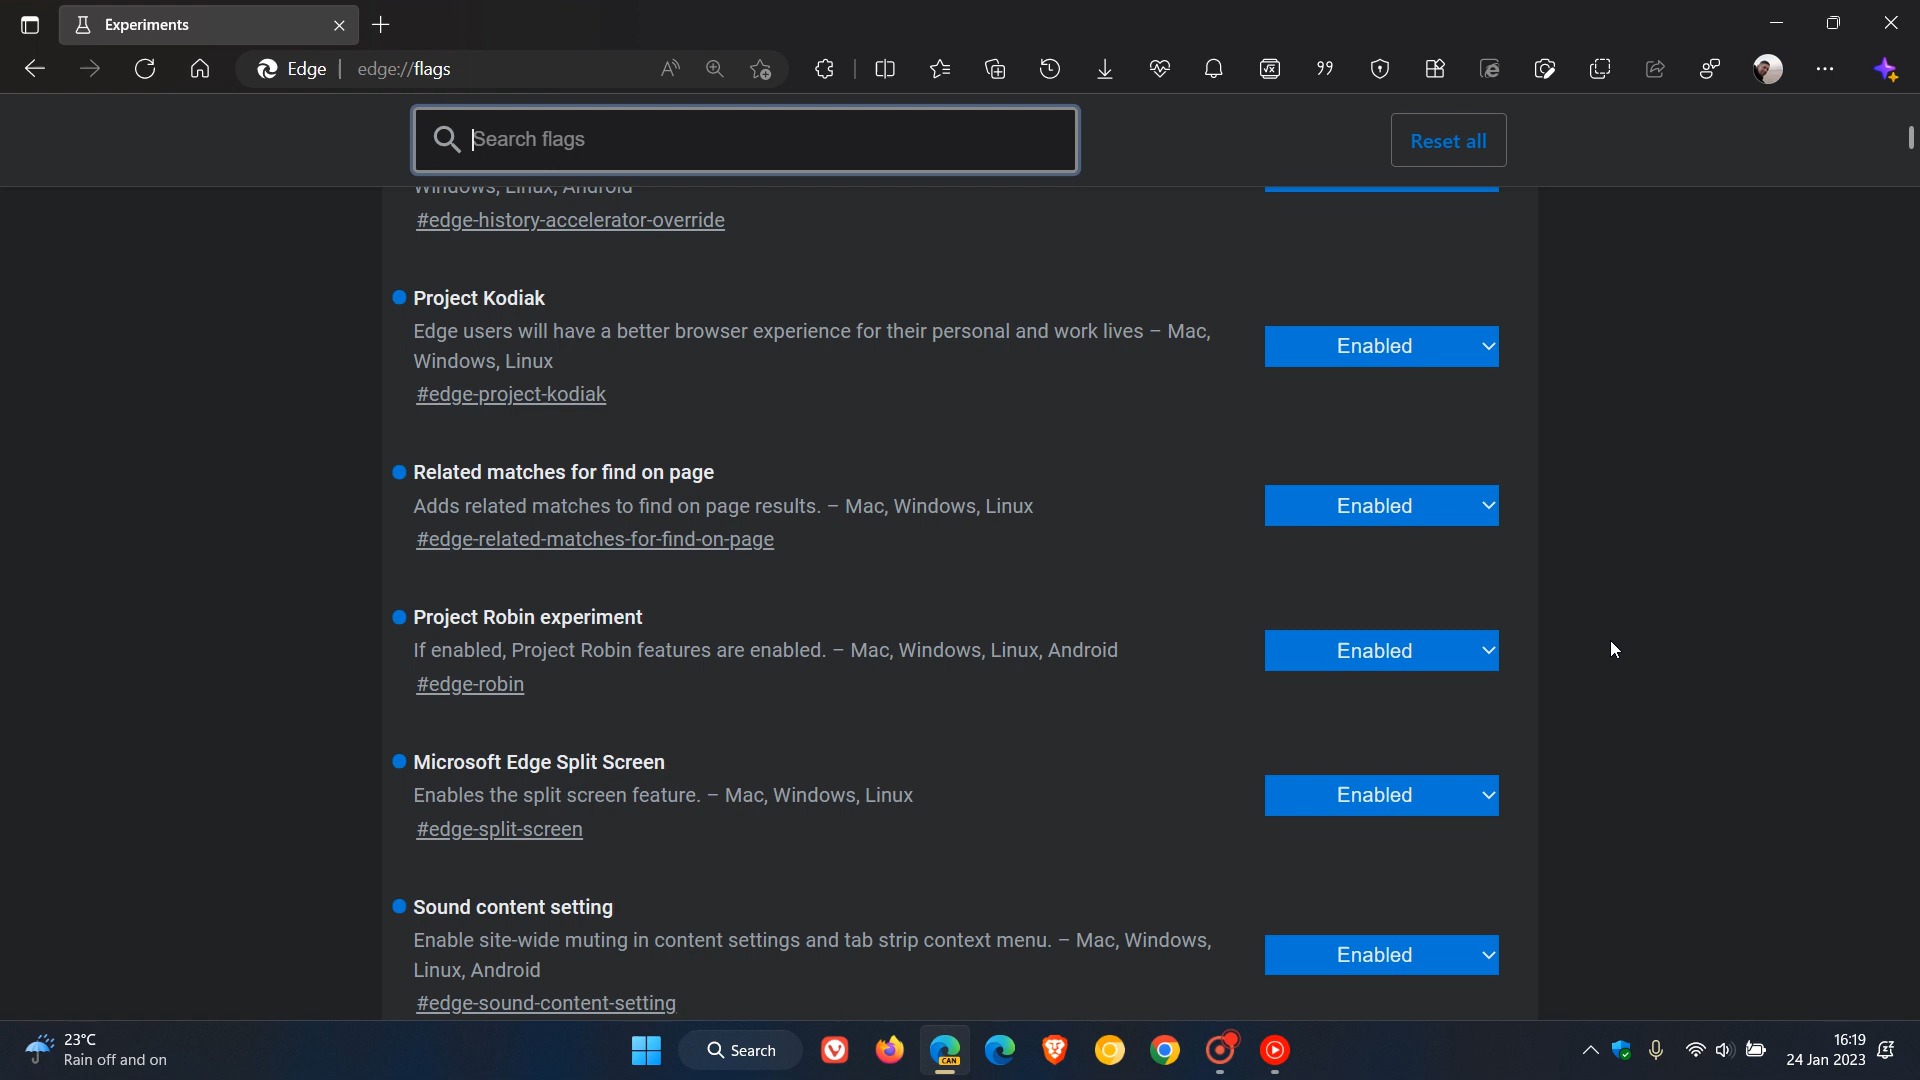 Experiments
Edge
edge://flags
Search flags
Reset all
Windows, Linux, Android
#edge-history-accelerator-override
Project Kodiak
Edge users will have a better browser experience for their personal and work lives – Mac,
Windows, Linux
#edge-project-kodiak
Enabled
Related matches for find on page
Adds related matches to find on page results. – Mac, Windows, Linux
#edge-related-matches-for-find-on-page
Enabled
Project Robin experiment
If enabled, Project Robin features are enabled. – Mac, Windows, Linux, Android
#edge-robin
Enabled
Microsoft Edge Split Screen
Enables the split screen feature. – Mac, Windows, Linux
#edge-split-screen
Enabled
Sound content setting
Enable site-wide muting in content settings and tab strip context menu. – Mac, Windows,
Linux, Android
#edge-sound-content-setting
Enabled
23°C
Rain off and on
Search
CAN
16:19
24 Jan 2023